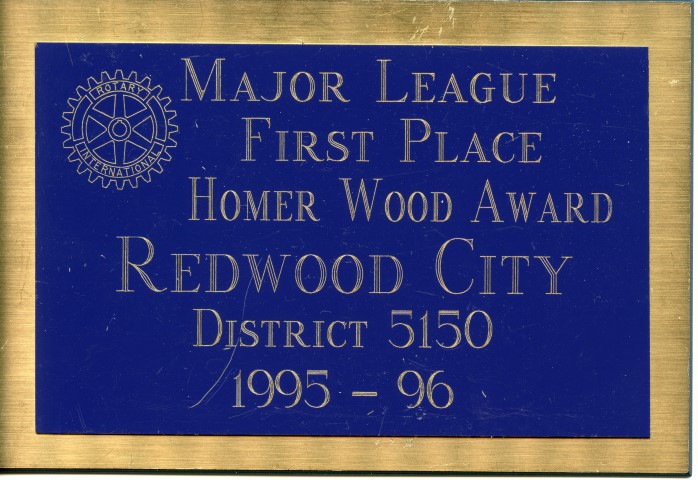 ROTARY
INTERNATIONAL
MAJOR LEAGUE
FIRST PLACE
HOMER WOOD AWARD
REDWOOD CITY
DISTRICT 5150
1995 - 96